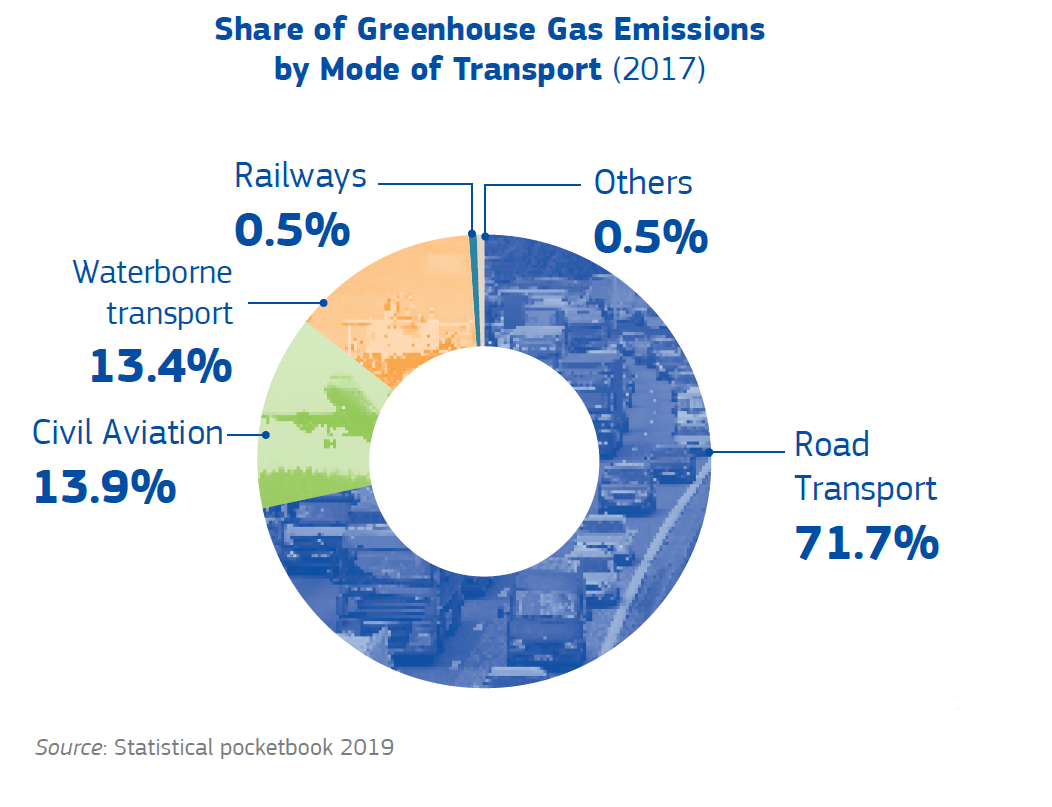 Share of Greenhouse Gas Emissions
by Mode of Transport (2017)
Railways
0.5%
Others
0.5%
Waterborne
transport
13.4%
Civil Aviation
13.9%
Road
Transport
71.7%
Source: Statistical pocketbook 2019